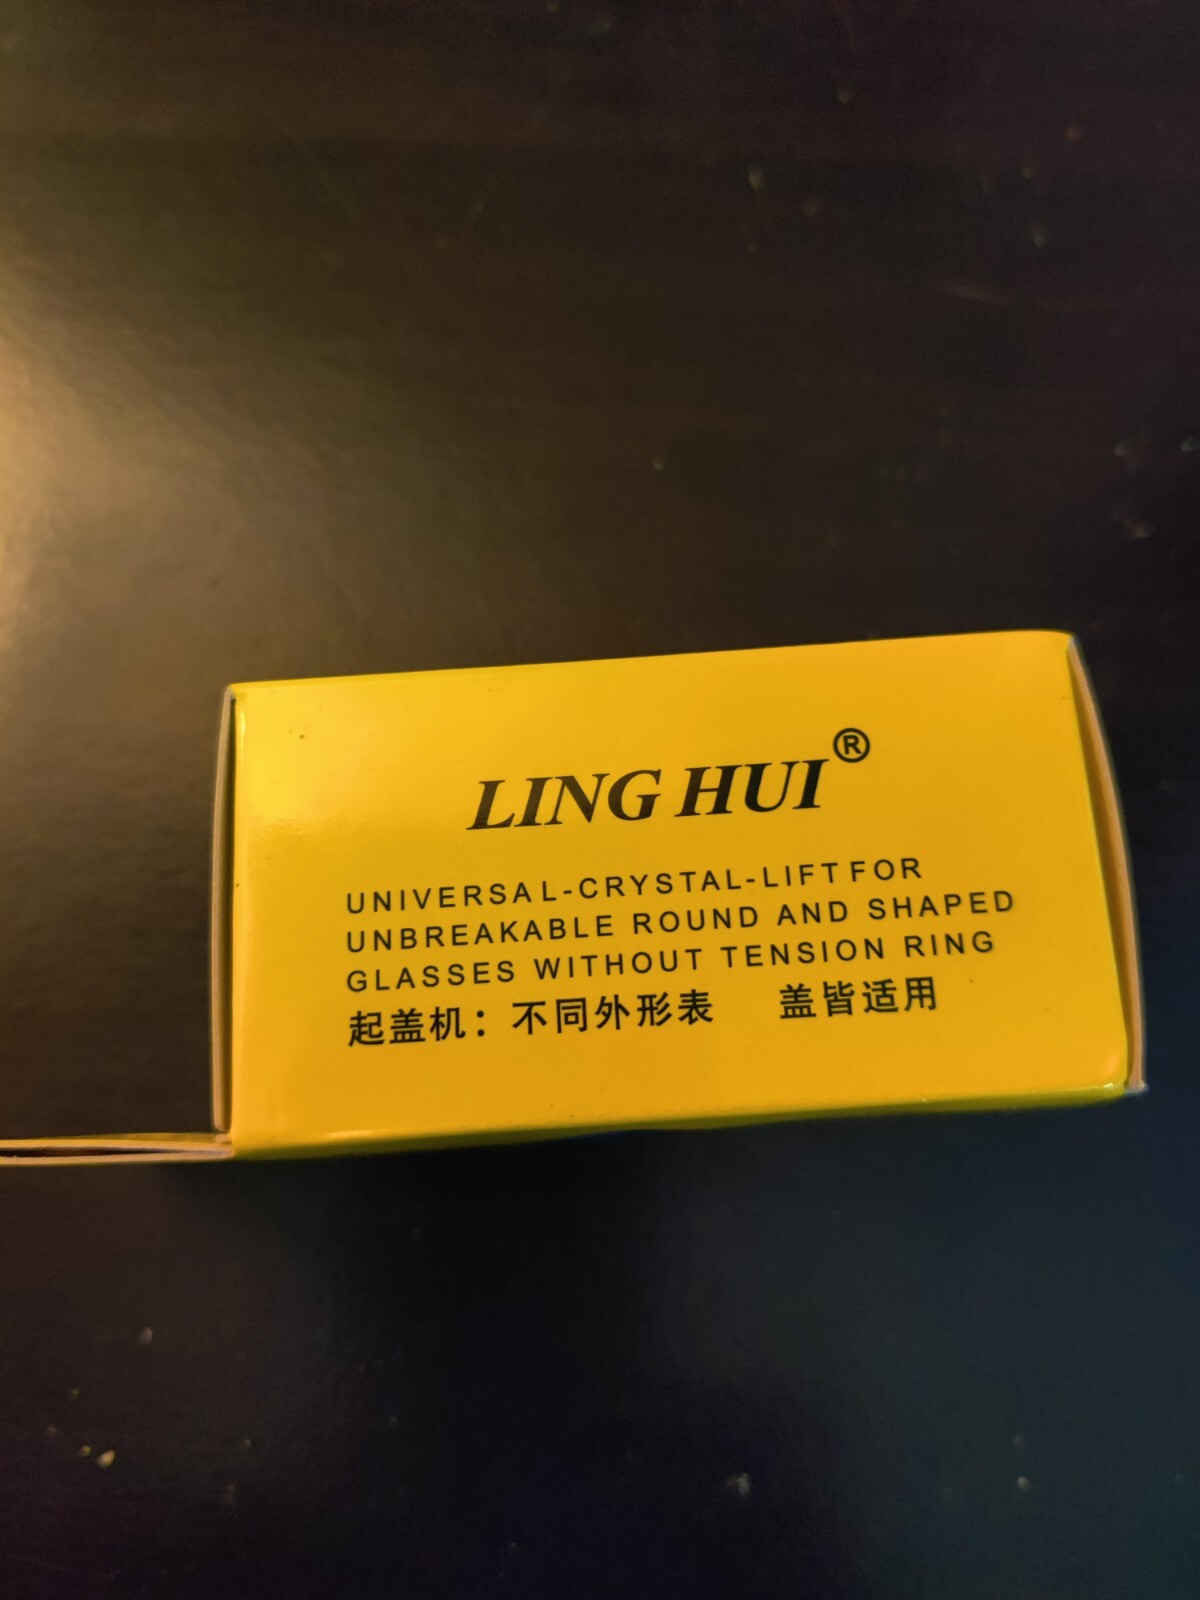 LING HUI®
UNIVERSAL-CRYSTAL-LIFT FOR
UNBREAKABLE ROUND AND SHAPED
GLASSES WITHOUT TENSION RING
起盖机：不同外形表 盖皆适用